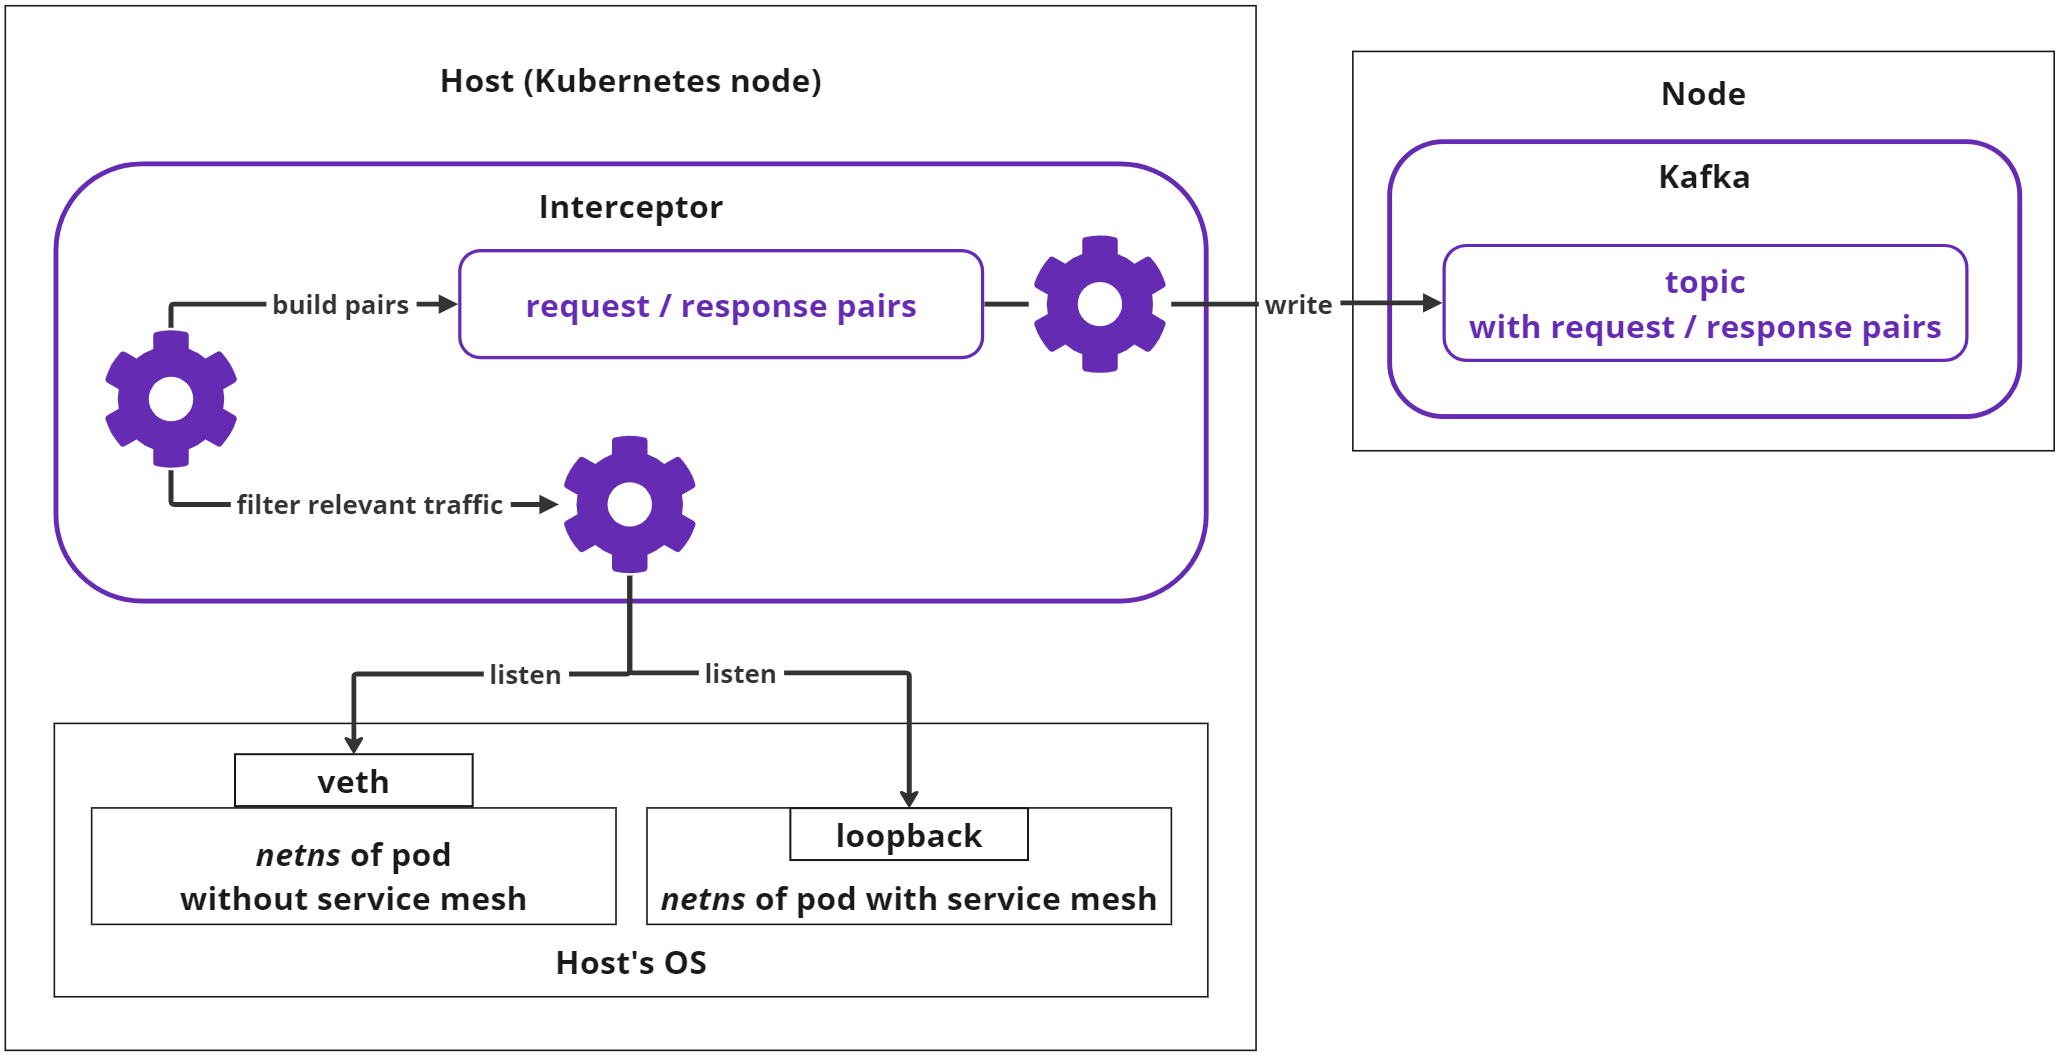 Host (Kubernetes node)
Interceptor
build pairs
request / response pairs
filter relevant traffic
write
Node
Kafka
topic
with request / response pairs
listen
listen
veth
netns of pod
without service mesh
loopback
netns of pod with service mesh
Host's OS